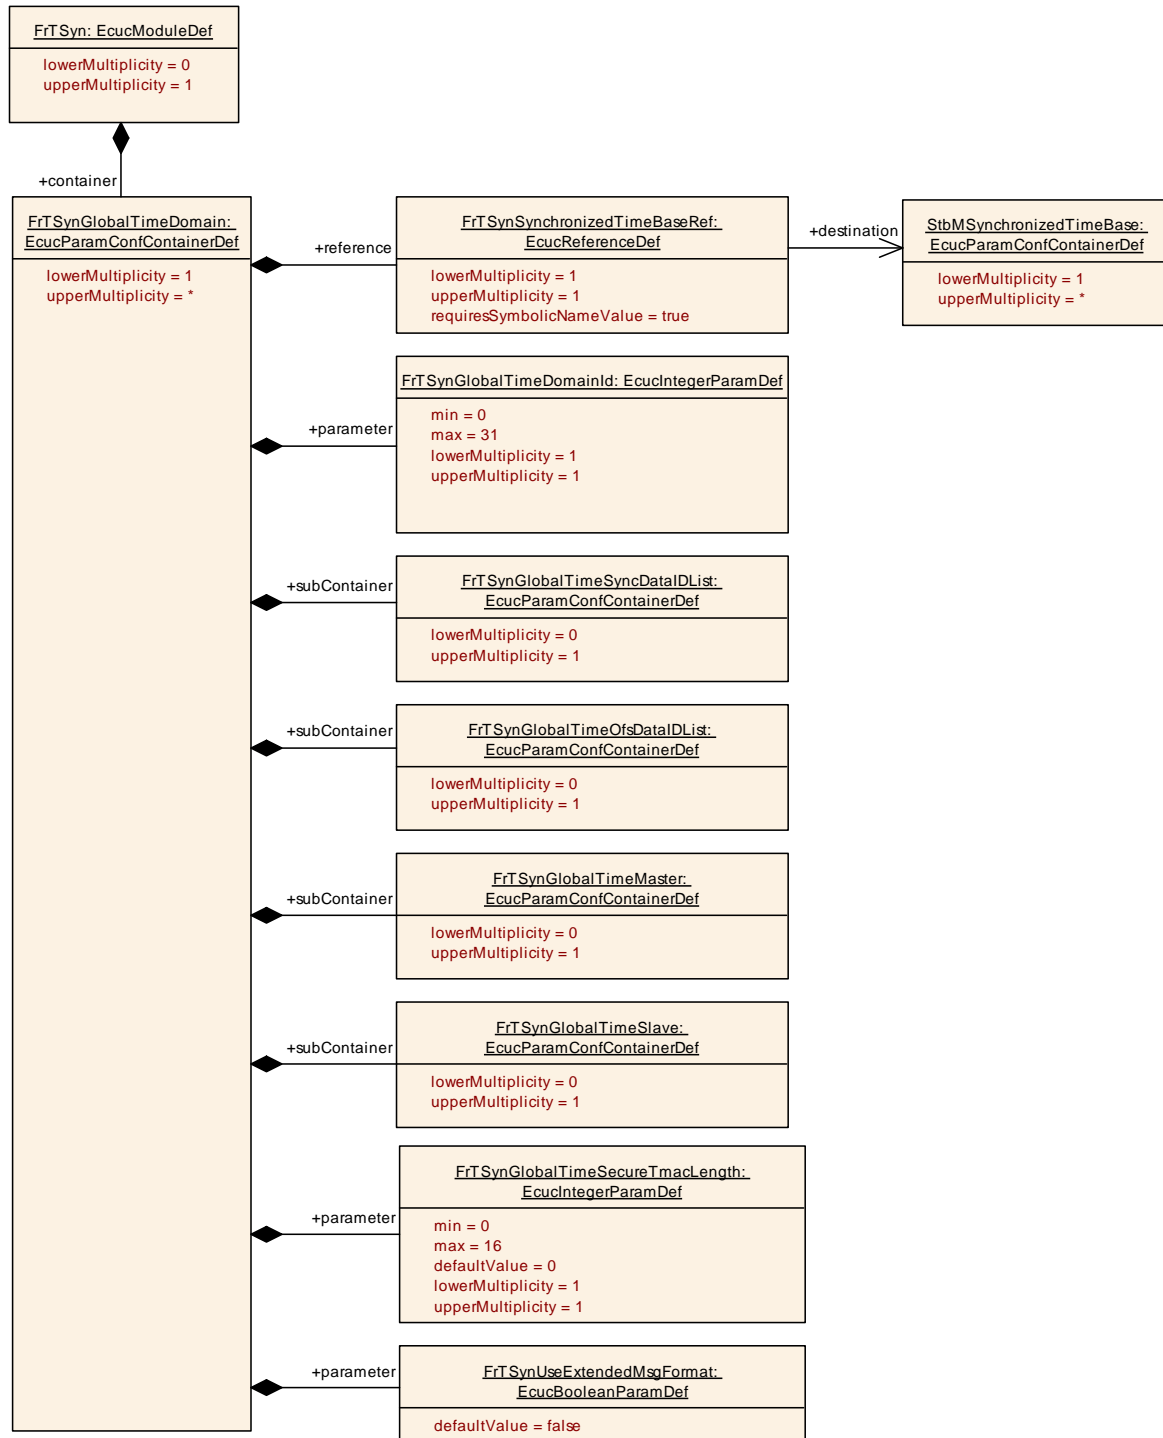 FrTSyn: EcucModuleDef
lowerMultiplicity = 0
upperMultiplicity = 1
+container
FrTSynGlobalTimeDomain:
EcucParamConfContainerDef
lowerMultiplicity = 1
upperMultiplicity = *
+reference
FrTSynSynchronizedTimeBaseRef:
EcucReferenceDef
lowerMultiplicity = 1
upperMultiplicity = 1
requiresSymbolicNameValue = true
+destination
StbMSynchronizedTimeBase:
EcucParamConfContainerDef
lowerMultiplicity = 1
upperMultiplicity = *
+parameter
FrTSynGlobalTimeDomainId: EcucIntegerParamDef
min = 0
max = 31
lowerMultiplicity = 1
upperMultiplicity = 1
+subContainer
FrTSynGlobalTimeSyncDataIDList:
EcucParamConfContainerDef
lowerMultiplicity = 0
upperMultiplicity = 1
+subContainer
FrTSynGlobalTimeOfsDataIDList:
EcucParamConfContainerDef
lowerMultiplicity = 0
upperMultiplicity = 1
+subContainer
FrTSynGlobalTimeMaster:
EcucParamConfContainerDef
lowerMultiplicity = 0
upperMultiplicity = 1
+subContainer
FrTSynGlobalTimeSlave:
EcucParamConfContainerDef
lowerMultiplicity = 0
upperMultiplicity = 1
+parameter
FrTSynGlobalTimeSecureTmacLength:
EcucIntegerParamDef
min = 0
max = 16
defaultValue = 0
lowerMultiplicity = 1
upperMultiplicity = 1
+parameter
FrTSynUseExtendedMsgFormat:
EcucBooleanParamDef
defaultValue = false